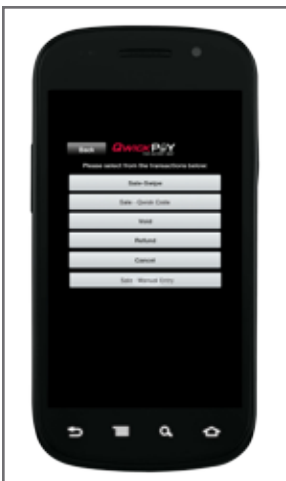 Back QwickPAY
Please select from the transactions below:
Sale-Swipe
Sale - Qwick Code
Void
Refund
Cancel
Sale - Manual Entry